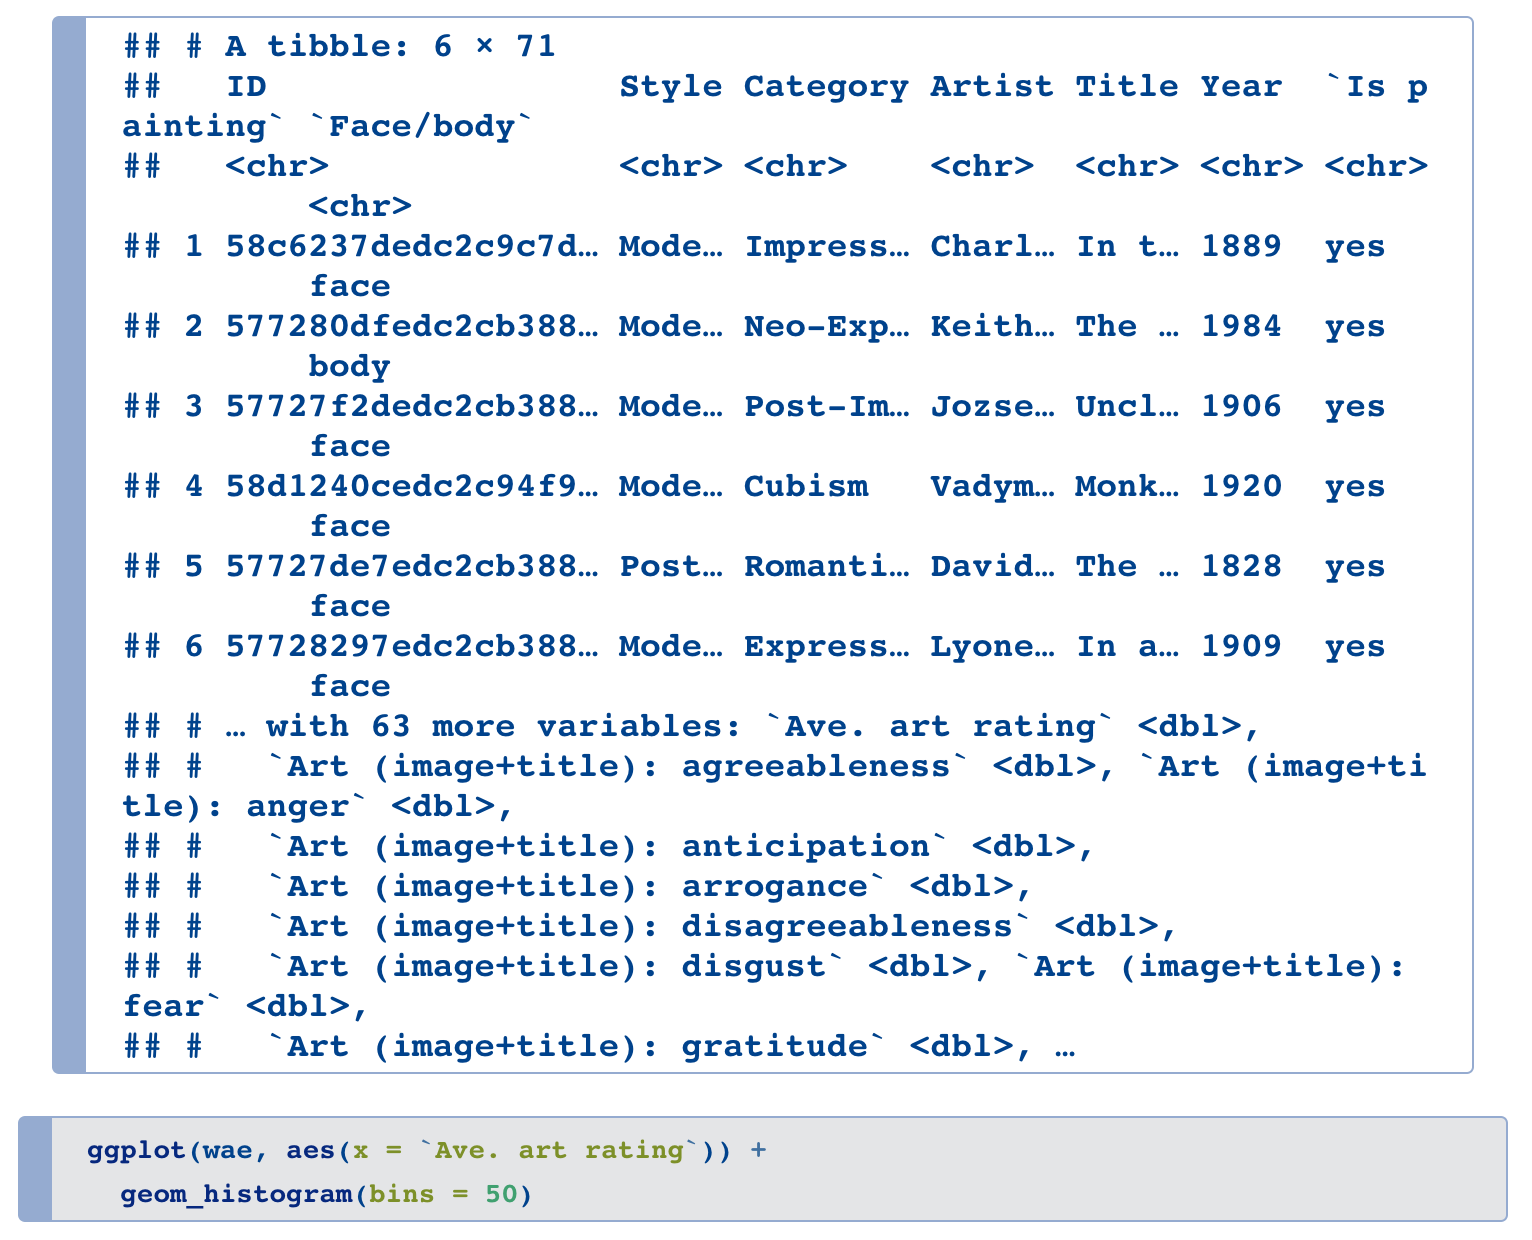 ## # A tibble: 6 × 71
##   ID                 Style Category Artist Title Year  `Is p
ainting` `Face/body`
##   <chr>              <chr> <chr>    <chr>  <chr> <chr> <chr>
         <chr>
## 1 58c6237dedc2c9c7d… Mode… Impress… Charl… In t… 1889  yes
         face
## 2 577280dfedc2cb388… Mode… Neo-Exp… Keith… The … 1984  yes
         body
## 3 57727f2dedc2cb388… Mode… Post-Im… Jozse… Uncl… 1906  yes
         face
## 4 58d1240cedc2c94f9… Mode… Cubism   Vadym… Monk… 1920  yes
         face
## 5 57727de7edc2cb388… Post… Romanti… David… The … 1828  yes
         face
## 6 57728297edc2cb388… Mode… Express… Lyone… In a… 1909  yes
         face
## # … with 63 more variables: `Ave. art rating` <dbl>,
## #   `Art (image+title): agreeableness` <dbl>, `Art (image+ti
tle): anger` <dbl>,
## #   `Art (image+title): anticipation` <dbl>,
## #   `Art (image+title): arrogance` <dbl>,
## #   `Art (image+title): disagreeableness` <dbl>,
## #   `Art (image+title): disgust` <dbl>, `Art (image+title):
fear` <dbl>,
## #   `Art (image+title): gratitude` <dbl>, …
ggplot(wae, aes(x = `Ave. art rating`)) +
  geom_histogram(bins = 50)